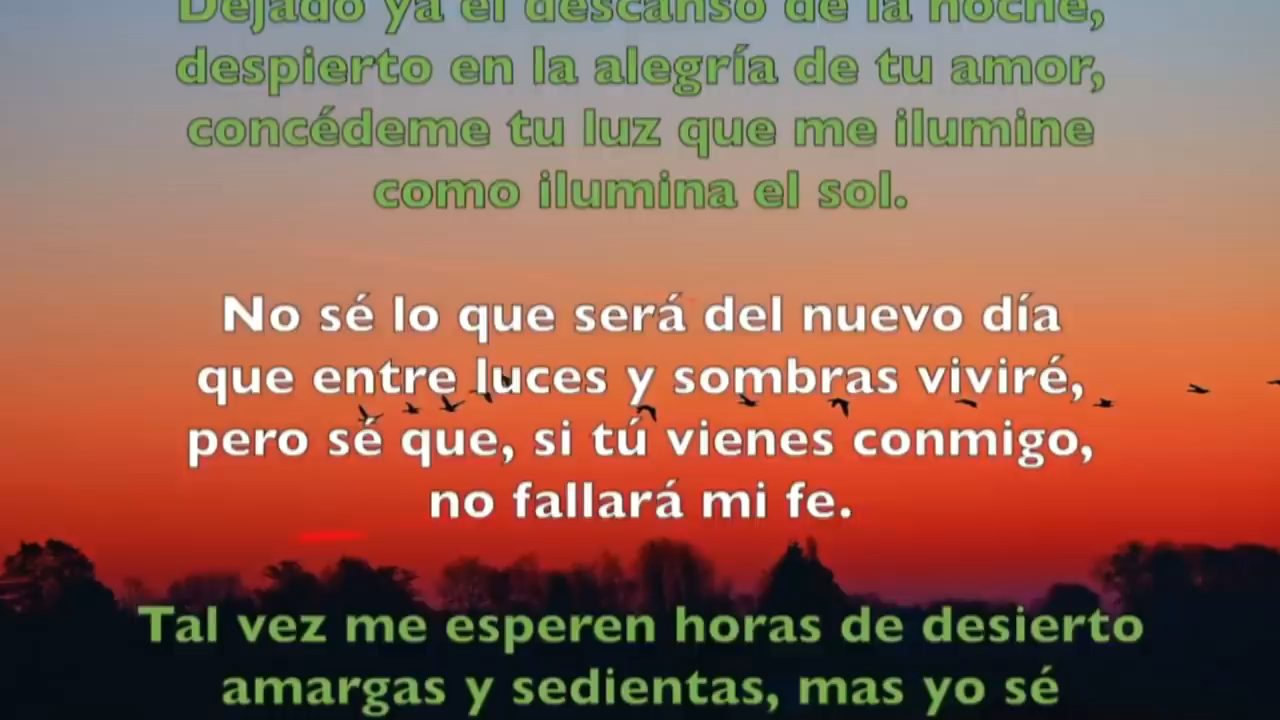 Dejado ya el descanso de la noche,
despierto en la alegría de tu amor,
concédeme tu luz que me ilumine
como ilumina el sol.
No sé lo que será del nuevo día
que entre luces y sombras viviré,
pero sé que, si tú vienes conmigo,
no fallará mi fe.
Tal vez me esperen horas de desierto
amargas y sedientas, mas yo sé